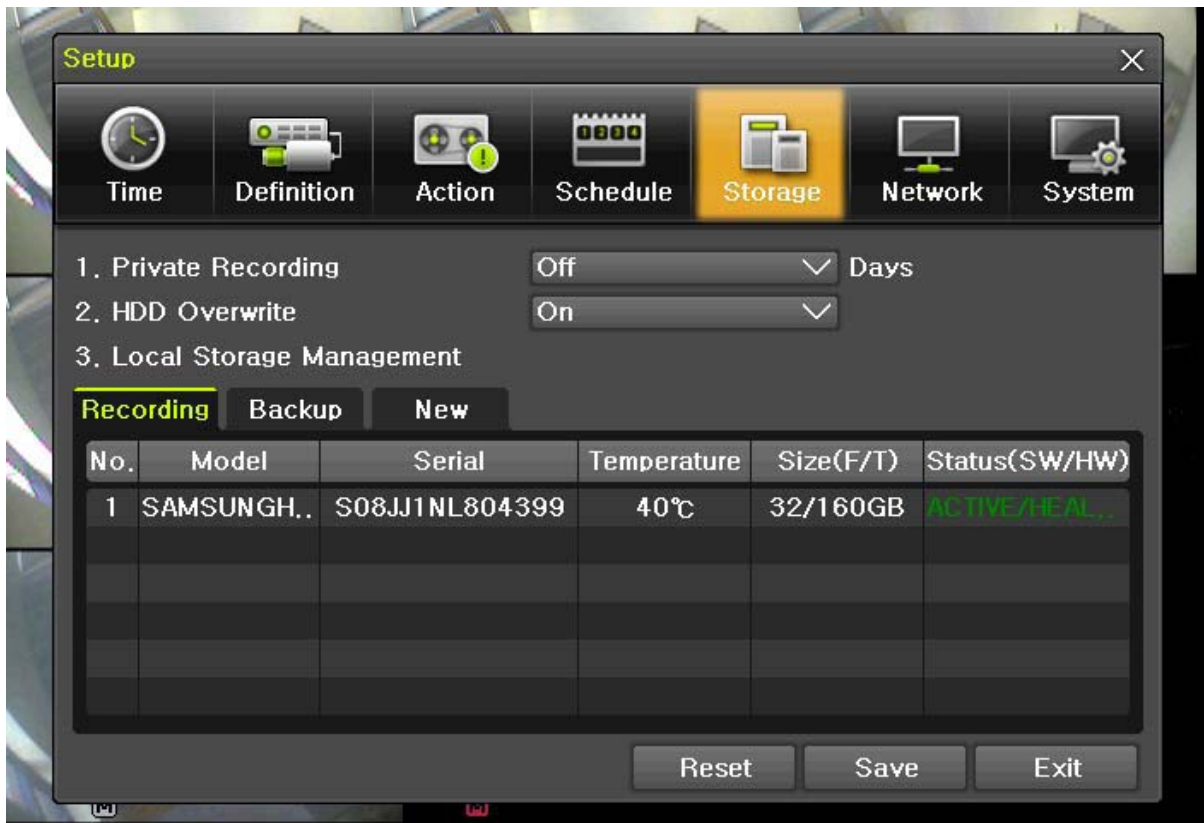 Setup
Time Definition Action Schedule Storage Network System
1. Private Recording Off Days
2. HDD Overwrite On
3. Local Storage Management
Recording Backup New
No. Model Serial Temperature Size(F/T) Status(SW/HW)
1 SAMSUNGH.. S08JJ1NL804399 40℃ 32/160GB ACTIVE/HEAL..
Reset Save Exit